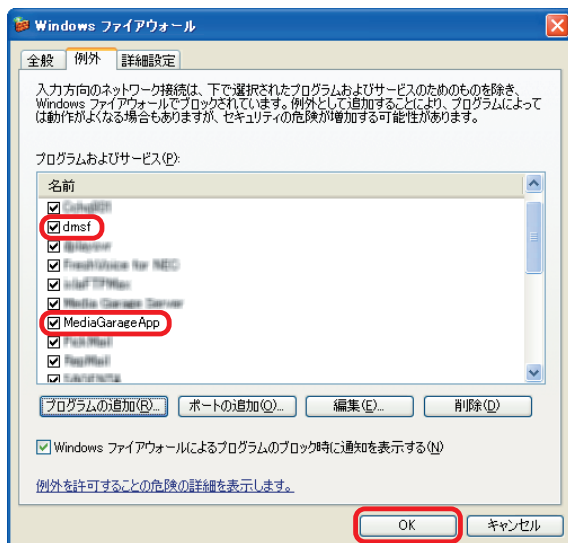 Windows ファイアウォール
全般
例外
詳細設定
入力方向のネットワーク接続は、下で選択されたプログラムおよびサービスのためのものを除き、
Windows ファイアウォールでブロックされています。例外として追加することにより、プログラムによって
は動作がよくなる場合もありますが、セキュリティの危険が増加する可能性があります。
プログラムおよびサービス(P):
名前
dmsf
FreshVoice for NEC
Media Garage Server
MediaGarageApp
プログラムの追加(R)...
ポートの追加(O)...
編集(E)...
削除(D)
Windows ファイアウォールによるプログラムのブロック時に通知を表示する(N)
例外を許可することの危険の詳細を表示します。
OK
キャンセル